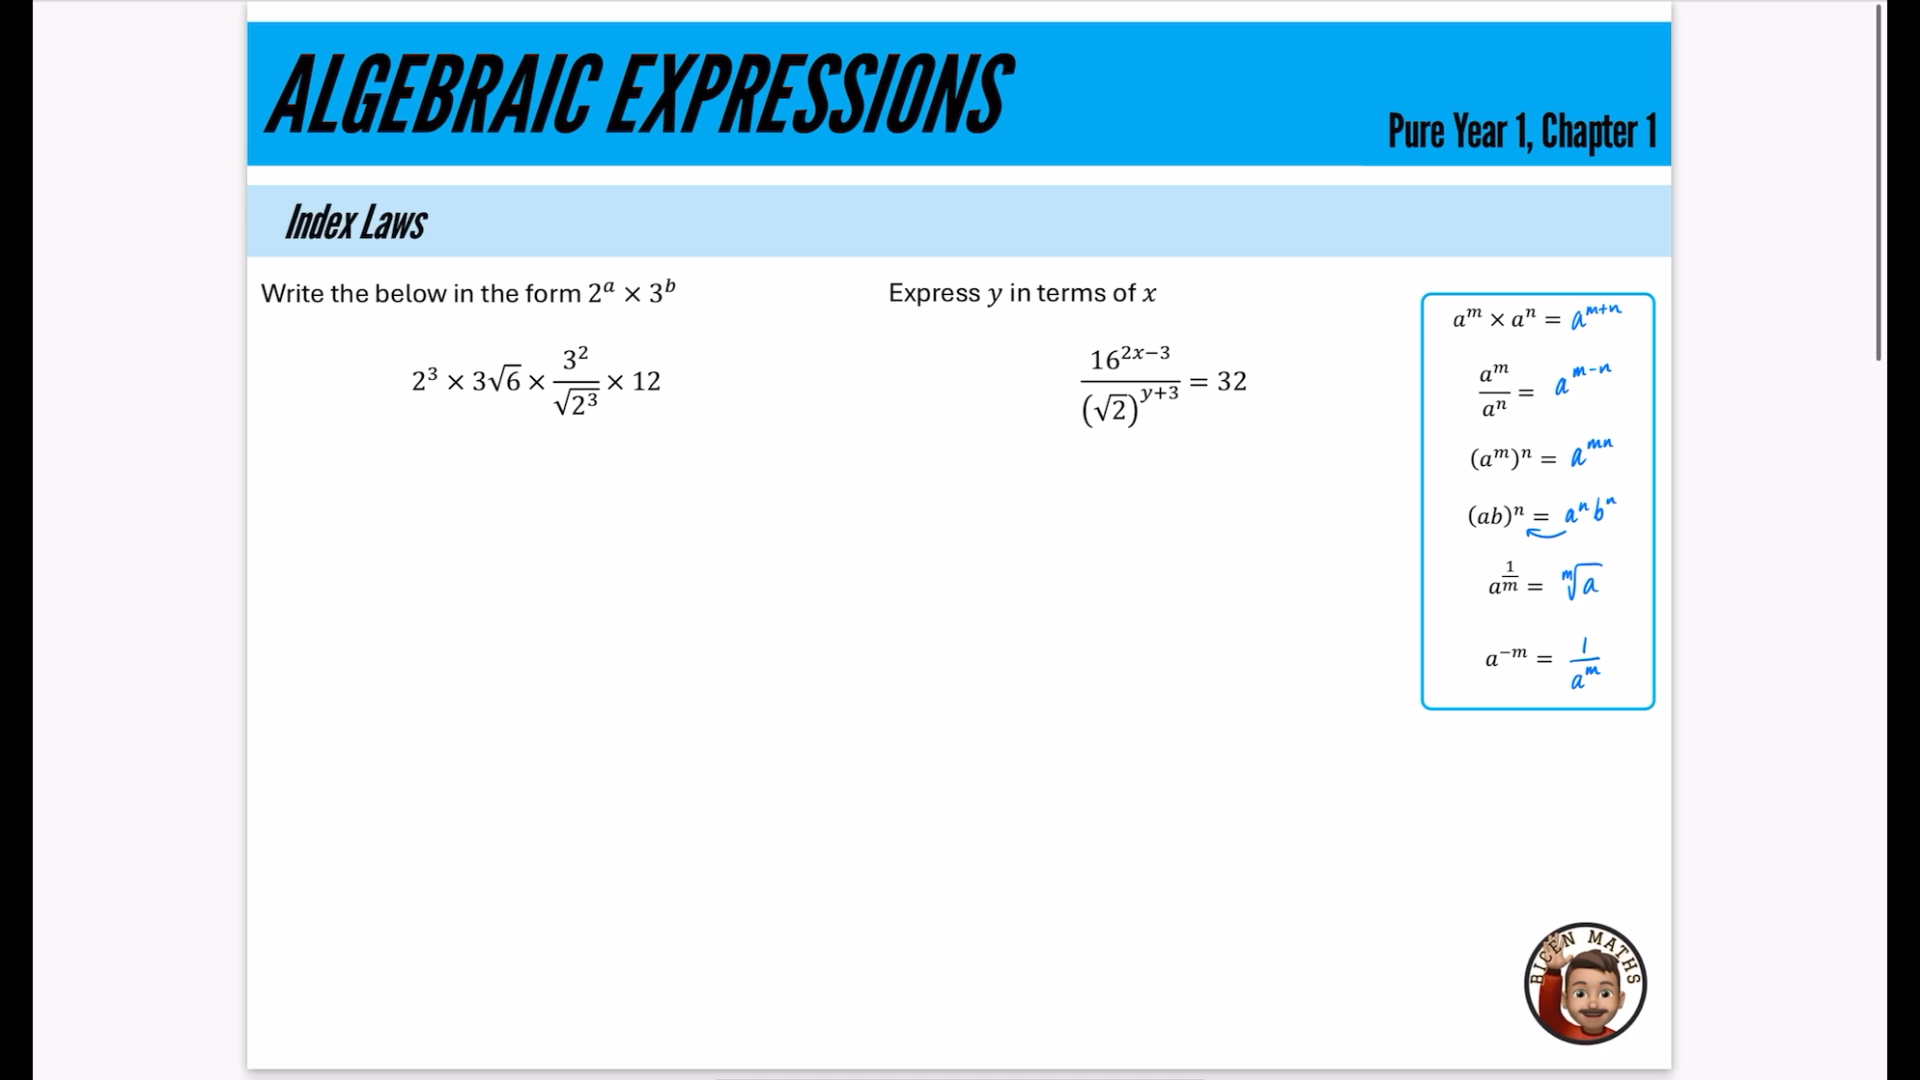 ALGEBRAIC EXPRESSIONS
Pure Year 1, Chapter 1
Index Laws
Write the below in the form 2^a × 3^b
2^3 × 3√6 × 3^2/√2^3 × 12
Express y in terms of x
16^(2x−3)/(√2)^(y+3) = 32
a^m × a^n = a^(m+n)
a^m/a^n = a^(m−n)
(a^m)^n = a^(mn)
(ab)^n = a^n b^n
a^(1/m) = ᵐ√a
a^(−m) = 1/a^m
BICEN MATHS